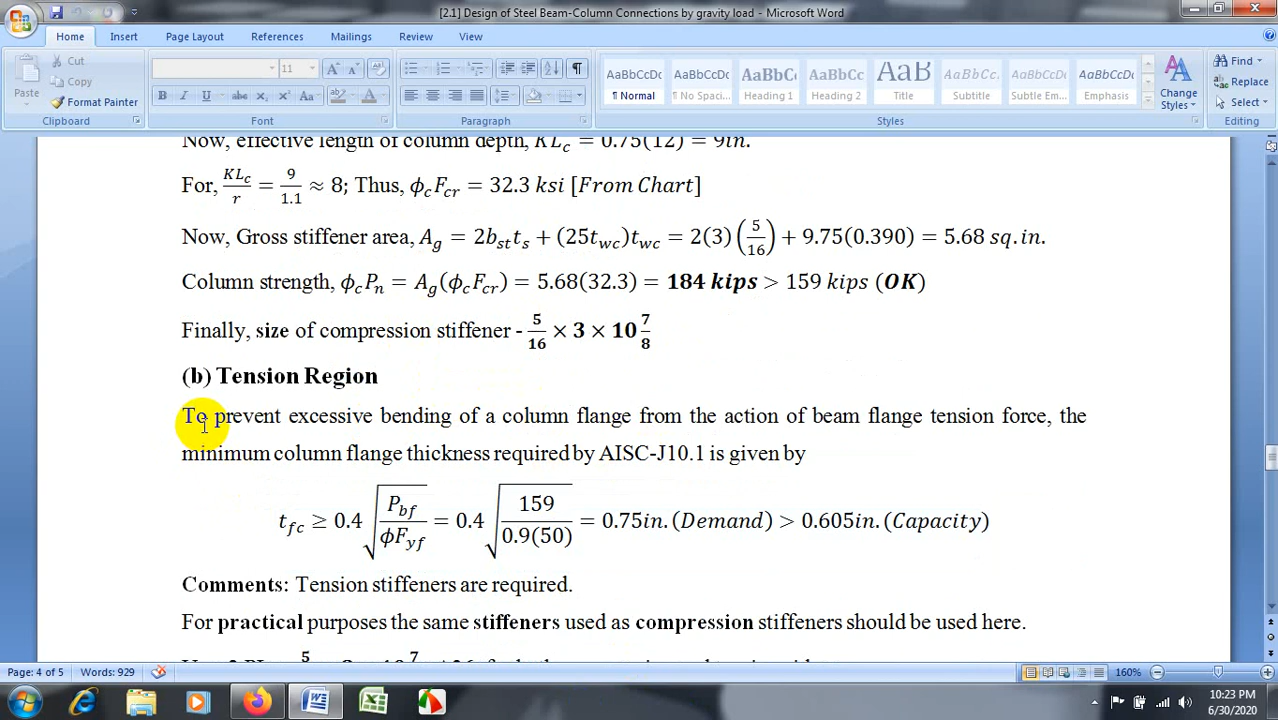 [2.1] Design of Steel Beam-Column Connections by gravity load - Microsoft Word
Home Insert Page Layout References Mailings Review View
Paste
Cut
Copy
Format Painter
Clipboard
11
Font
Paragraph
AaBbCcDc AaBbCcDc AaBbC AaBbCc AaB AaBbCc. AaBbCcDc AaBbCcDc
¶ Normal ¶ No Spaci... Heading 1 Heading 2 Title Subtitle Subtle Em... Emphasis
Styles
Change Styles
Find
Replace
Select
Editing
Now, effective length of column depth, KL_c = 0.75(12) = 9in.
For, KL_c/r = 9/1.1 ≈ 8; Thus, ϕ_cF_cr = 32.3 ksi [From Chart]
Now, Gross stiffener area, A_g = 2b_st t_s + (25t_wc)t_wc = 2(3)(5/16) + 9.75(0.390) = 5.68 sq.in.
Column strength, ϕ_cP_n = A_g(ϕ_cF_cr) = 5.68(32.3) = 184 kips > 159 kips (OK)
Finally, size of compression stiffener - 5/16 × 3 × 10 7/8
(b) Tension Region
To prevent excessive bending of a column flange from the action of beam flange tension force, the
minimum column flange thickness required by AISC-J10.1 is given by
t_fc ≥ 0.4 √(P_bf/ϕF_yf) = 0.4 √(159/0.9(50)) = 0.75in. (Demand) > 0.605in. (Capacity)
Comments: Tension stiffeners are required.
For practical purposes the same stiffeners used as compression stiffeners should be used here.
Page: 4 of 5 Words: 929 160%
10:23 PM
6/30/2020